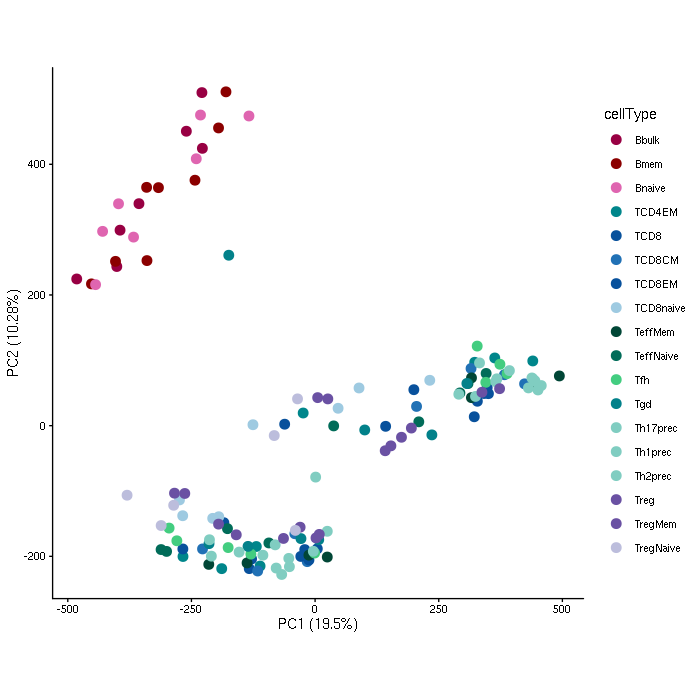 cellType
Bbulk
Bmem
Bnaive
TCD4EM
TCD8
TCD8CM
TCD8EM
TCD8naive
TeffMem
TeffNaive
Tfh
Tgd
Th17prec
Th1prec
Th2prec
Treg
TregMem
TregNaive
PC2 (10.28%)
400
200
0
-200
-500
-250
0
250
500
PC1 (19.5%)